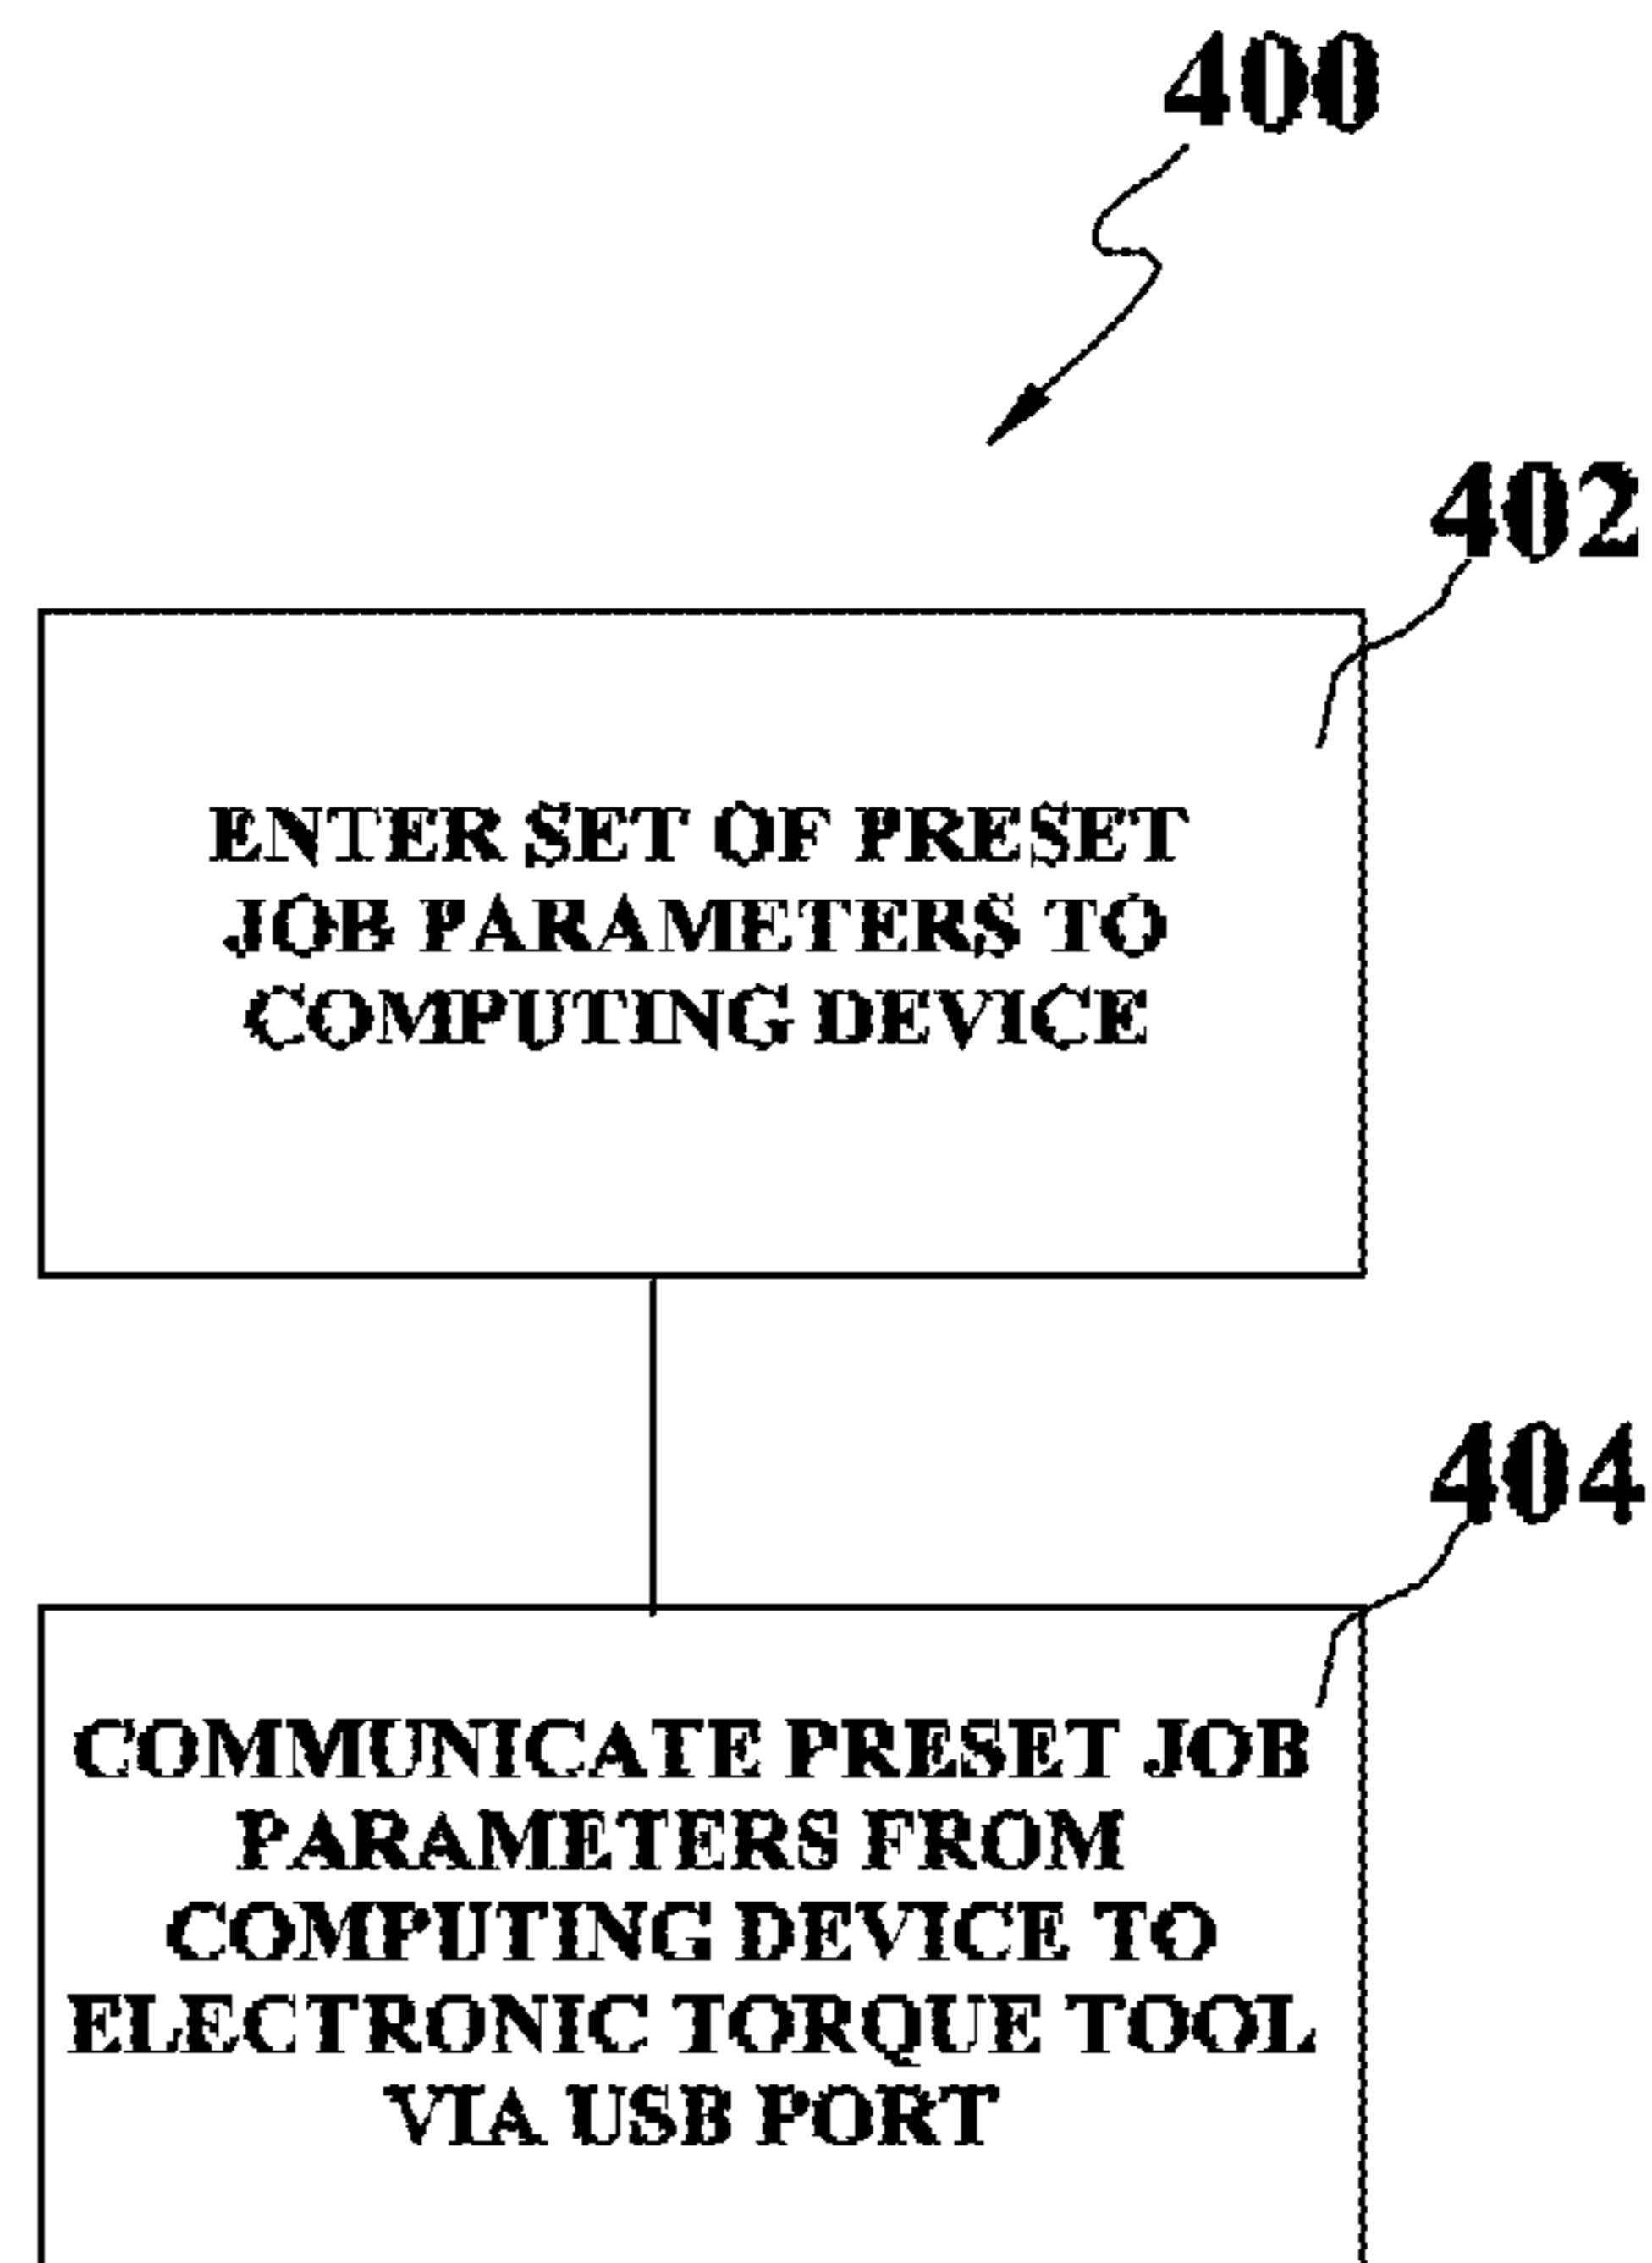 400
402
ENTER SET OF PRESET
JOB PARAMETERS TO
COMPUTING DEVICE
404
COMMUNICATE PRESET JOB
PARAMETERS FROM
COMPUTING DEVICE TO
ELECTRONIC TORQUE TOOL
VIA USB PORT